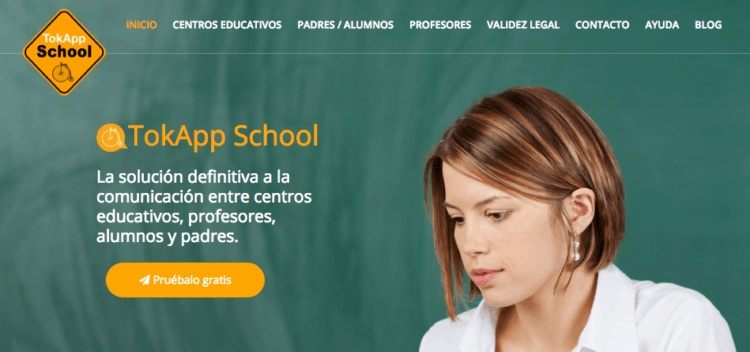 TokApp
School
INICIO CENTROS EDUCATIVOS PADRES / ALUMNOS PROFESORES VALIDEZ LEGAL CONTACTO AYUDA BLOG
TokApp School
La solución definitiva a la
comunicación entre centros
educativos, profesores,
alumnos y padres.
Pruébalo gratis